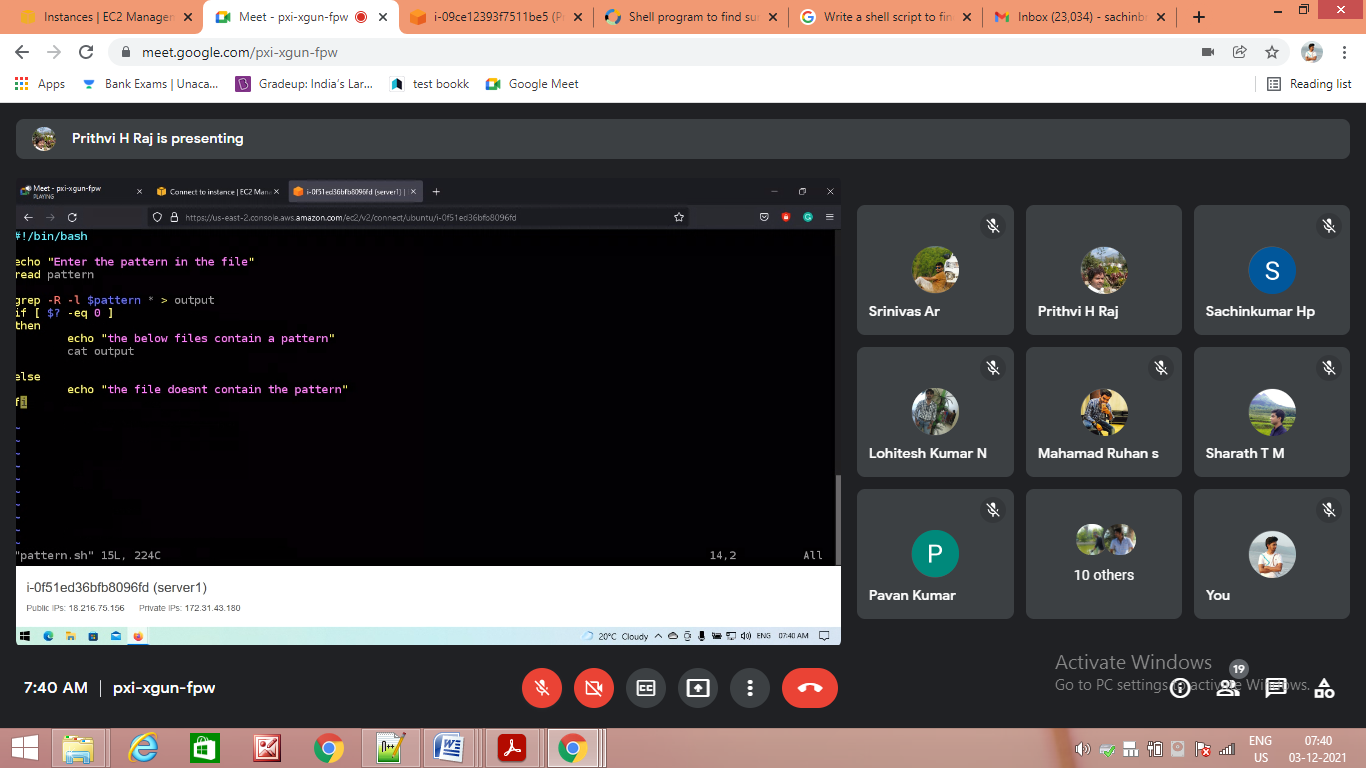 Instances | EC2 Managen
Meet - pxi-xgun-fpw
i-09ce12393f7511be5 (Pr
Shell program to find sur
Write a shell script to fin
Inbox (23,034) - sachinb
meet.google.com/pxi-xgun-fpw
Apps
Bank Exams | Unaca...
Gradeup: India's Lar...
test bookk
Google Meet
Reading list
Prithvi H Raj is presenting
Meet - pxi-xgun-fpw
PLAYING
Connect to instance | EC2 Man
i-0f51ed36bfb8096fd (server1) |
https://us-east-2.console.aws.amazon.com/ec2/v2/connect/ubuntu/i-0f51ed36bfb8096fd
#!/bin/bash
echo "Enter the pattern in the file"
read pattern
grep -R -l $pattern * > output
if [ $? -eq 0 ]
then
echo "the below files contain a pattern"
cat output
else
echo "the file doesnt contain the pattern"
fi
~
~
~
~
~
~
~
~
~
~
"pattern.sh" 15L, 224C 14,2 All
i-0f51ed36bfb8096fd (server1)
Public IPs: 18.216.75.156 Private IPs: 172.31.43.180
20°C Cloudy ENG 07:40 AM
Srinivas Ar
Prithvi H Raj
S
Sachinkumar Hp
Lohitesh Kumar N
Mahamad Ruhan s
Sharath T M
P
Pavan Kumar
10 others
You
7:40 AM | pxi-xgun-fpw
Activate Windows
Go to PC settings to activate Windows.
19
ENG
US
07:40
03-12-2021